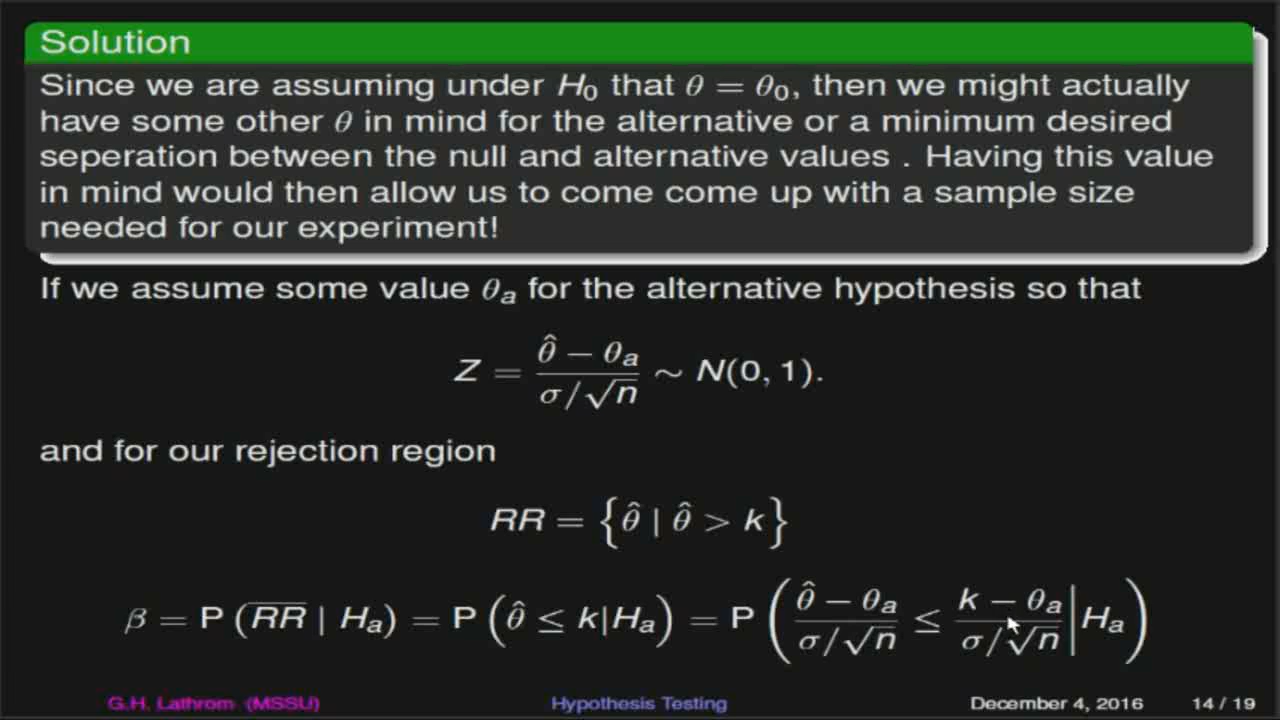 Solution
Since we are assuming under H₀ that θ = θ₀, then we might actually
have some other θ in mind for the alternative or a minimum desired
seperation between the null and alternative values . Having this value
in mind would then allow us to come come up with a sample size
needed for our experiment!
If we assume some value θₐ for the alternative hypothesis so that
Z = (θ̂ − θₐ)/(σ/√n) ∼ N(0, 1).
and for our rejection region
RR = {θ̂ | θ̂ > k}
β = P (R̅R̅ | Hₐ) = P (θ̂ ≤ k|Hₐ) = P ((θ̂ − θₐ)/(σ/√n) ≤ (k − θₐ)/(σ/√n) | Hₐ)
G.H. Lathrom (MSSU) Hypothesis Testing December 4, 2016 14 / 19